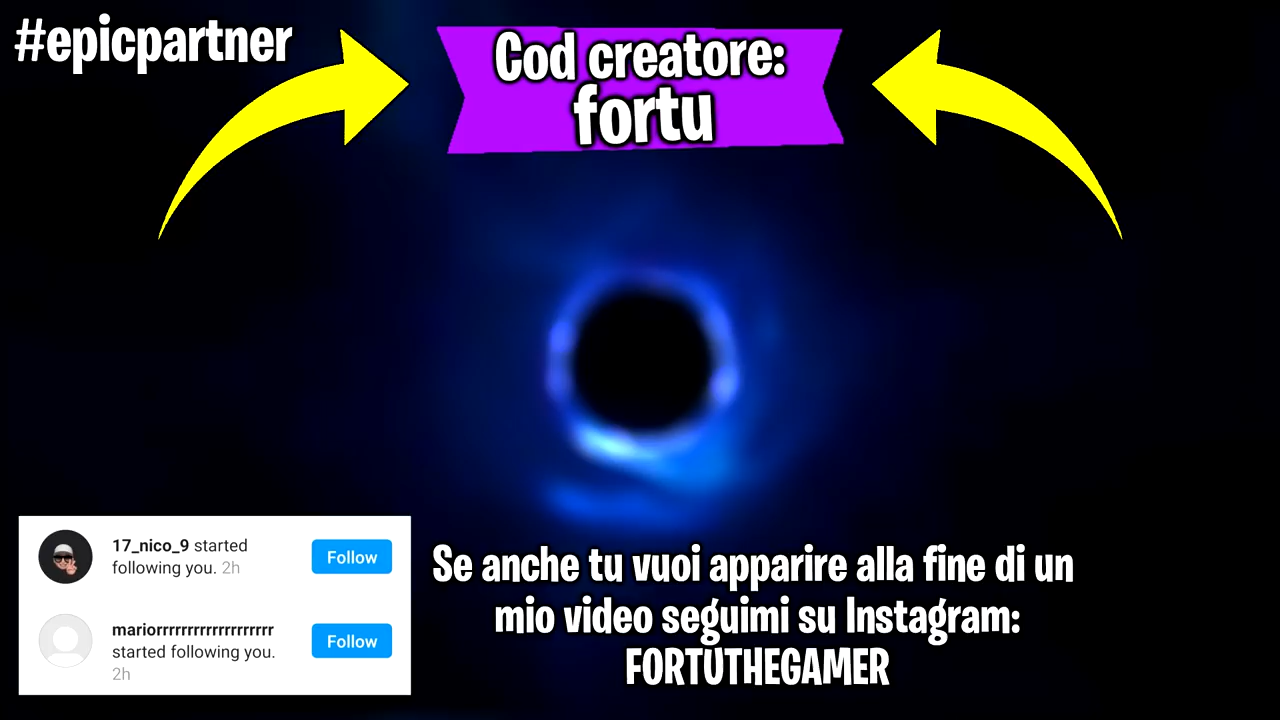 #epicpartner
Cod creatore:
fortu
17_nico_9 started
following you. 2h
Follow
mariorrrrrrrrrrrrrrrrrrr
started following you.
2h
Follow
Se anche tu vuoi apparire alla fine di un
mio video seguimi su Instagram:
FORTUTHEGAMER